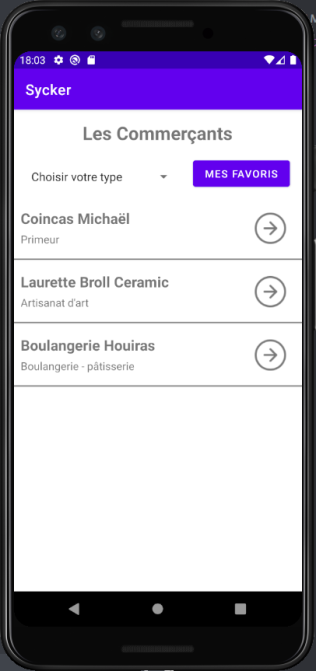 18:03
Sycker
Les Commerçants
Choisir votre type
MES FAVORIS
Coincas Michaël
Primeur
Laurette Broll Ceramic
Artisanat d'art
Boulangerie Houiras
Boulangerie - pâtisserie